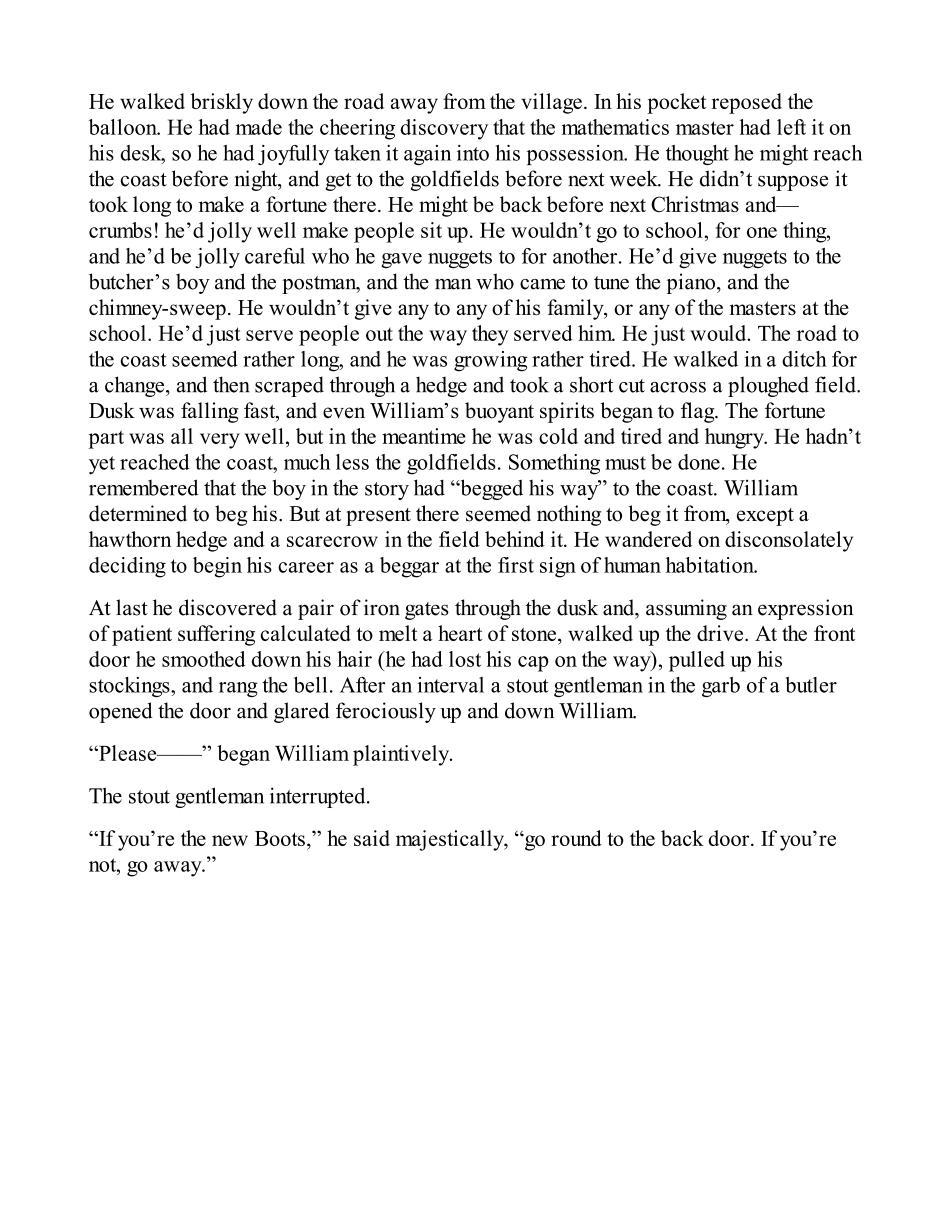 He walked briskly down the road away from the village. In his pocket reposed the
balloon. He had made the cheering discovery that the mathematics master had left it on
his desk, so he had joyfully taken it again into his possession. He thought he might reach
the coast before night, and get to the goldfields before next week. He didn’t suppose it
took long to make a fortune there. He might be back before next Christmas and—
crumbs! he’d jolly well make people sit up. He wouldn’t go to school, for one thing,
and he’d be jolly careful who he gave nuggets to for another. He’d give nuggets to the
butcher’s boy and the postman, and the man who came to tune the piano, and the
chimney-sweep. He wouldn’t give any to any of his family, or any of the masters at the
school. He’d just serve people out the way they served him. He just would. The road to
the coast seemed rather long, and he was growing rather tired. He walked in a ditch for
a change, and then scraped through a hedge and took a short cut across a ploughed field.
Dusk was falling fast, and even William’s buoyant spirits began to flag. The fortune
part was all very well, but in the meantime he was cold and tired and hungry. He hadn’t
yet reached the coast, much less the goldfields. Something must be done. He
remembered that the boy in the story had “begged his way” to the coast. William
determined to beg his. But at present there seemed nothing to beg it from, except a
hawthorn hedge and a scarecrow in the field behind it. He wandered on disconsolately
deciding to begin his career as a beggar at the first sign of human habitation.
At last he discovered a pair of iron gates through the dusk and, assuming an expression
of patient suffering calculated to melt a heart of stone, walked up the drive. At the front
door he smoothed down his hair (he had lost his cap on the way), pulled up his
stockings, and rang the bell. After an interval a stout gentleman in the garb of a butler
opened the door and glared ferociously up and down William.
“Please——” began William plaintively.
The stout gentleman interrupted.
“If you’re the new Boots,” he said majestically, “go round to the back door. If you’re
not, go away.”